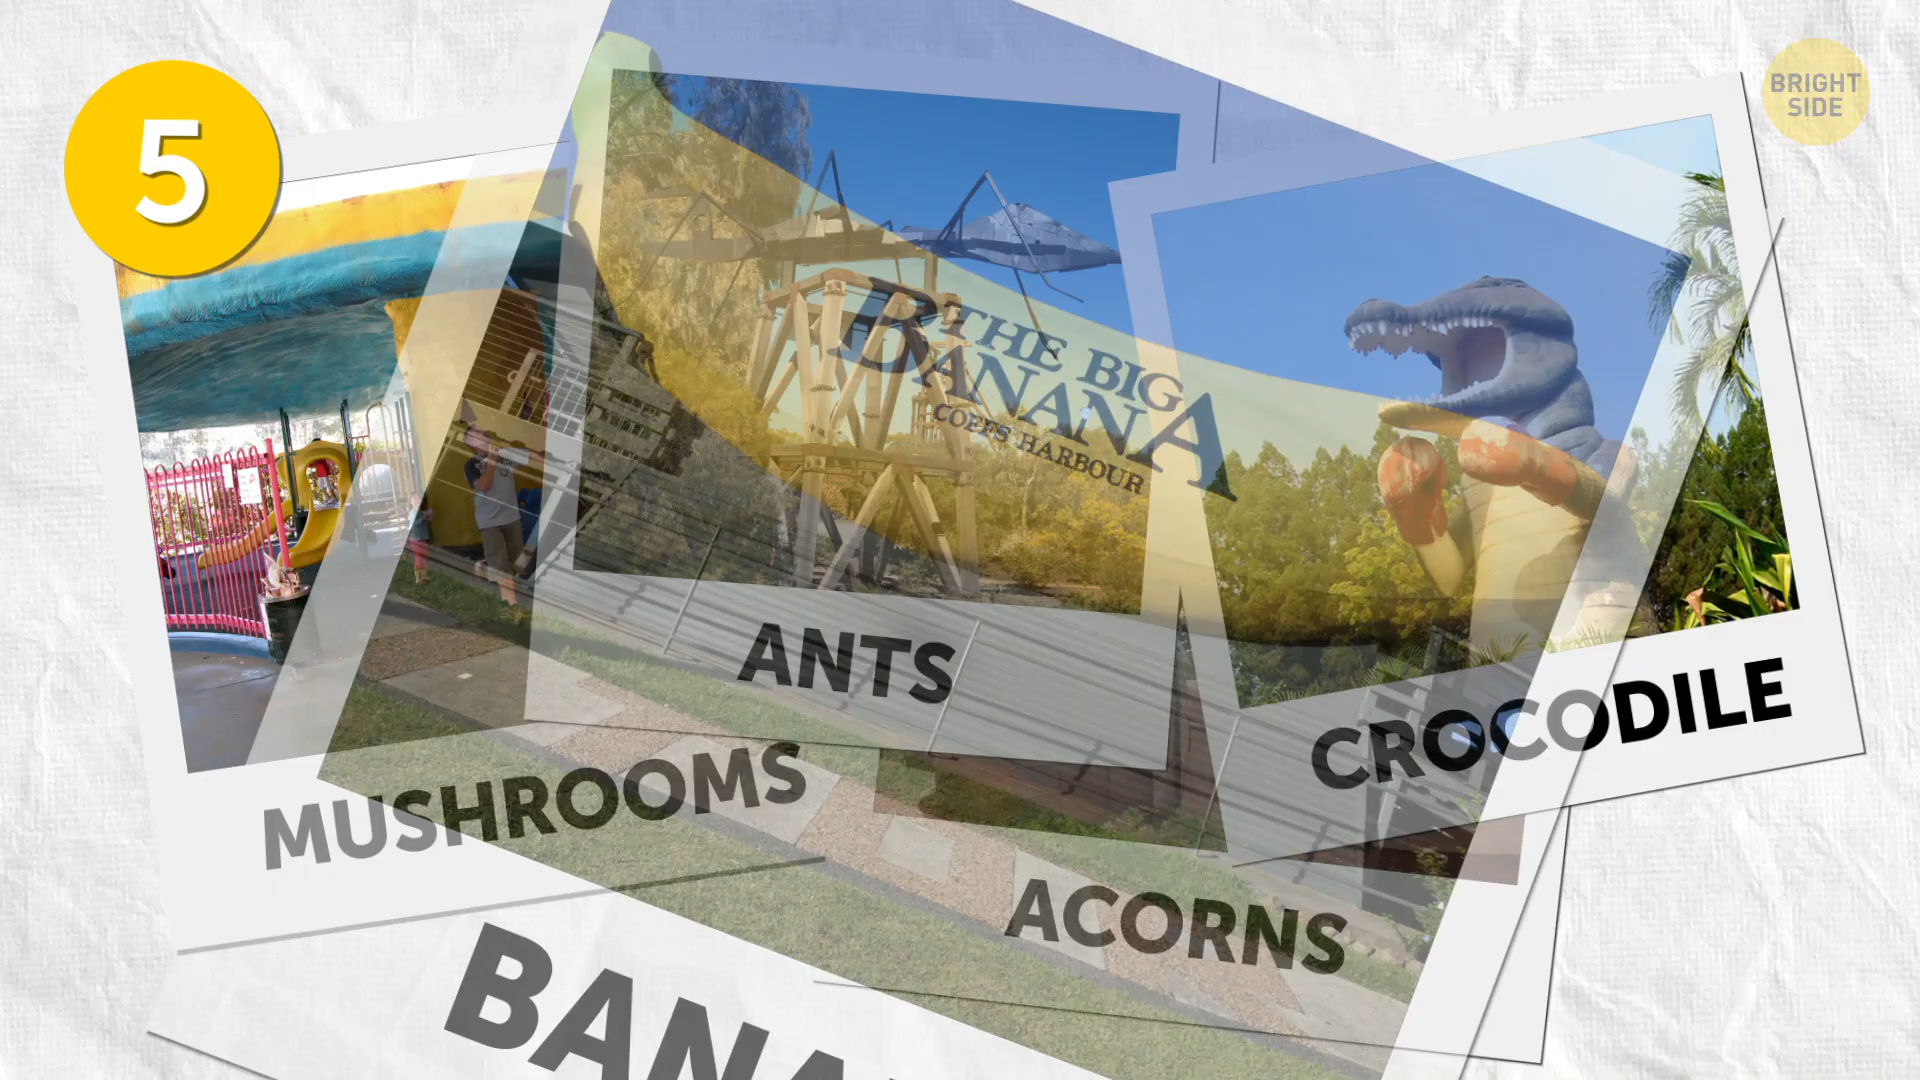 5
BRIGHT
SIDE
THE BIG
BANANA
COFFS HARBOUR
ANTS
CROCODILE
MUSHROOMS
ACORNS
BANA